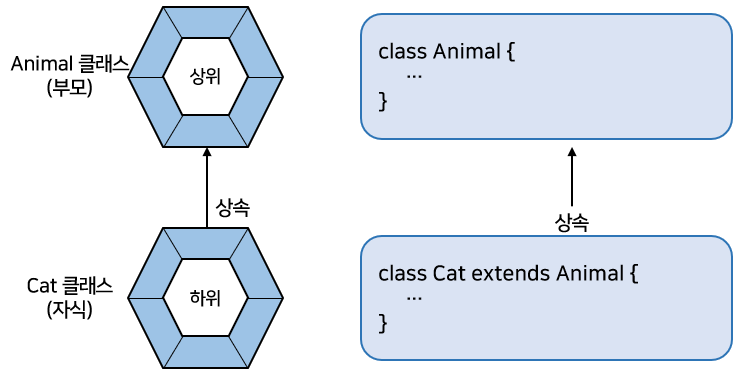 Animal 클래스
(부모)
상위
상속
Cat 클래스
(자식)
하위
class Animal {
...
}
상속
class Cat extends Animal {
...
}